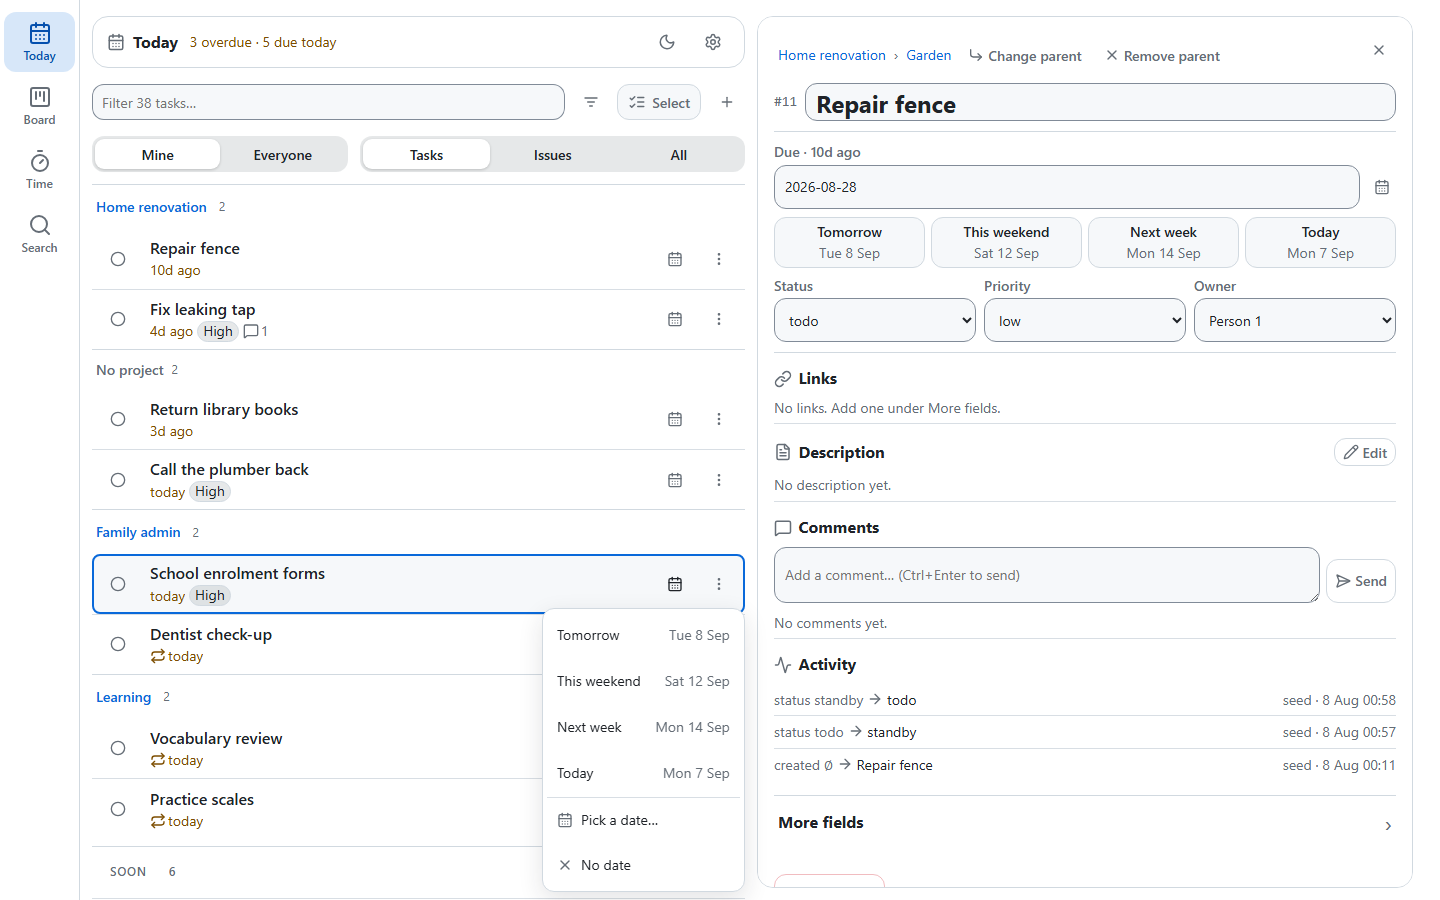 Today
Board
Time
Search
Today 3 overdue · 5 due today
Filter 38 tasks...
Select
Mine
Everyone
Tasks
Issues
All
Home renovation 2
Repair fence
10d ago
Fix leaking tap
4d ago High 1
No project 2
Return library books
3d ago
Call the plumber back
today High
Family admin 2
School enrolment forms
today High
Dentist check-up
today
Learning 2
Vocabulary review
today
Practice scales
today
SOON 6
Tomorrow Tue 8 Sep
This weekend Sat 12 Sep
Next week Mon 14 Sep
Today Mon 7 Sep
Pick a date...
No date
Home renovation › Garden Change parent Remove parent
#11 Repair fence
Due · 10d ago
2026-08-28
Tomorrow
Tue 8 Sep
This weekend
Sat 12 Sep
Next week
Mon 14 Sep
Today
Mon 7 Sep
Status
todo
Priority
low
Owner
Person 1
Links
No links. Add one under More fields.
Description
Edit
No description yet.
Comments
Add a comment... (Ctrl+Enter to send)
Send
No comments yet.
Activity
status standby → todo seed · 8 Aug 00:58
status todo → standby seed · 8 Aug 00:57
created ∅ → Repair fence seed · 8 Aug 00:11
More fields